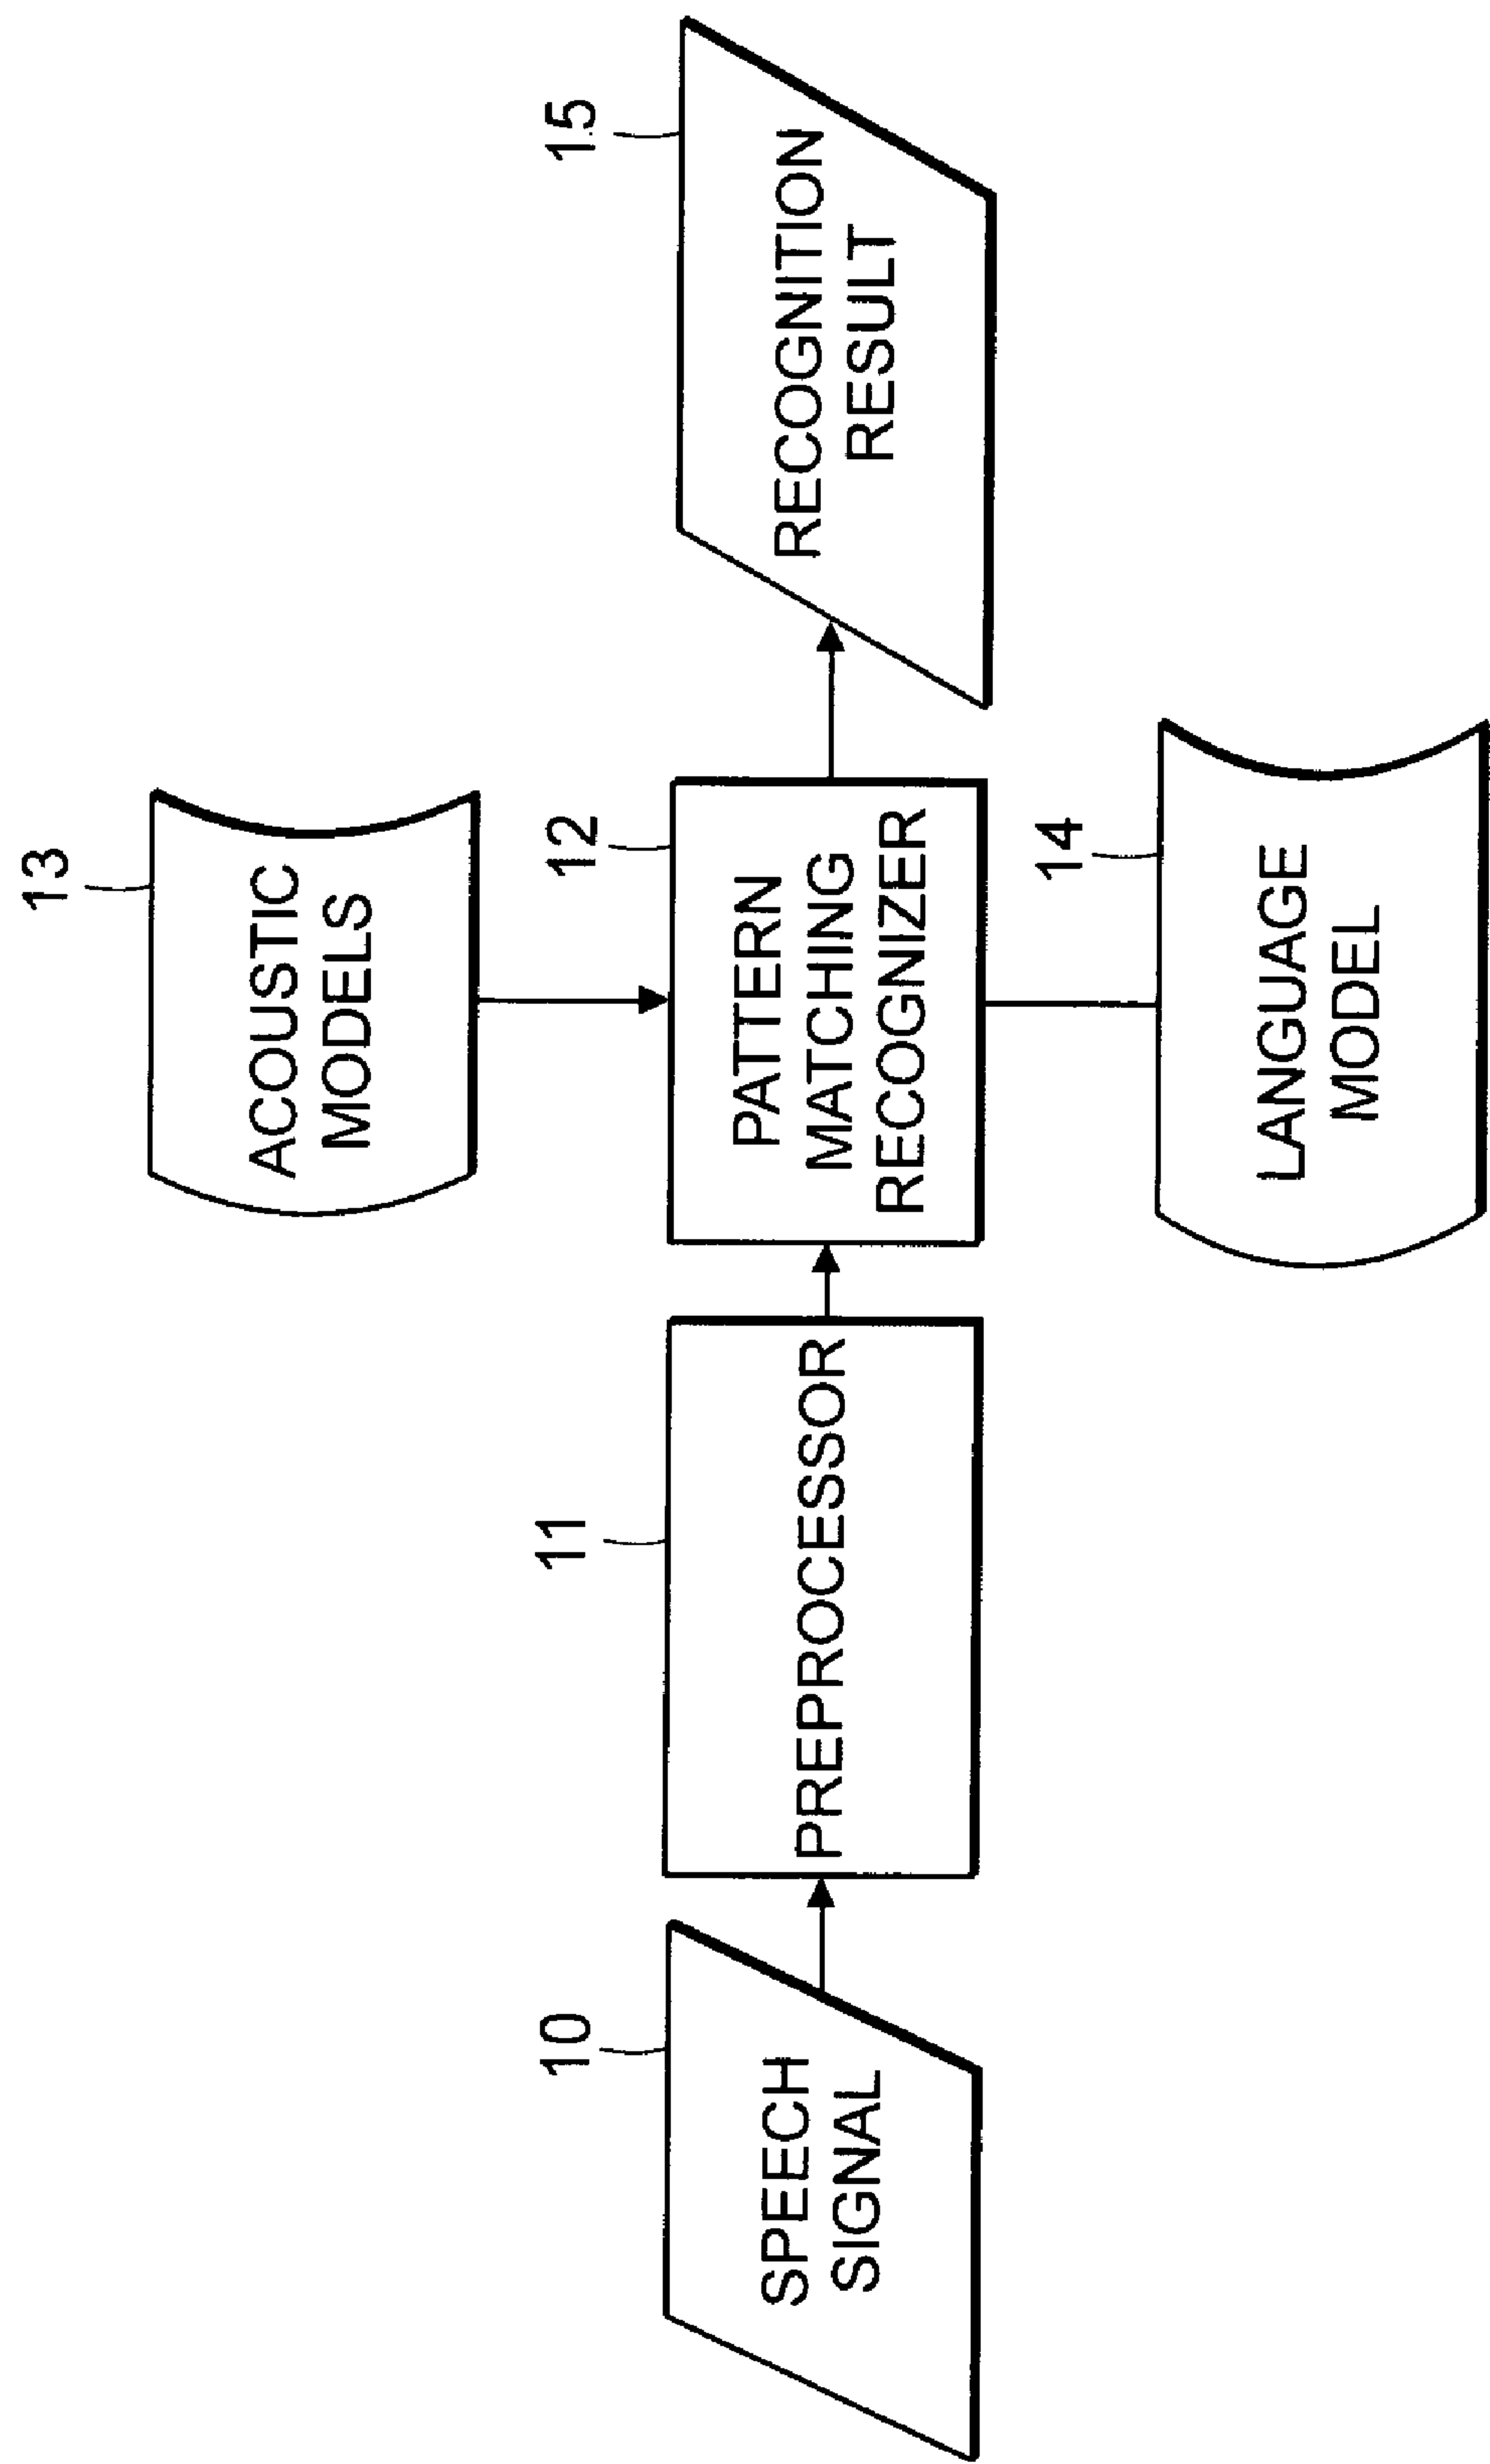 13
ACOUSTIC
MODELS
10
SPEECH
SIGNAL
11
PREPROCESSOR
12
PATTERN
MATCHING
RECOGNIZER
15
RECOGNITION
RESULT
14
LANGUAGE
MODEL